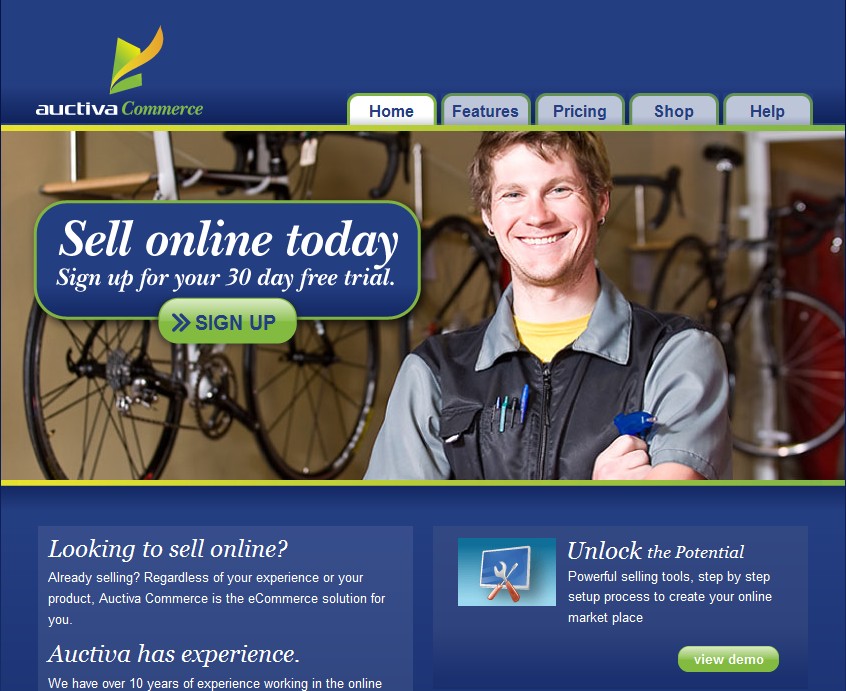 auctiva Commerce
Home
Features
Pricing
Shop
Help
Sell online today
Sign up for your 30 day free trial.
SIGN UP
Looking to sell online?
Already selling? Regardless of your experience or your
product, Auctiva Commerce is the eCommerce solution for
you.
Auctiva has experience.
We have over 10 years of experience working in the online
Unlock the Potential
Powerful selling tools, step by step
setup process to create your online
market place
view demo